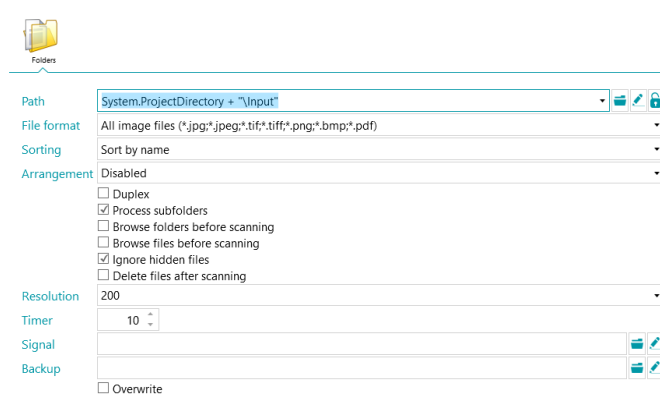 Folders
Path System.ProjectDirectory + "\Input"
File format All image files (*.jpg;*.jpeg;*.tif;*.tiff;*.png;*.bmp;*.pdf)
Sorting Sort by name
Arrangement Disabled
Duplex
Process subfolders
Browse folders before scanning
Browse files before scanning
Ignore hidden files
Delete files after scanning
Resolution 200
Timer 10
Signal
Backup
Overwrite